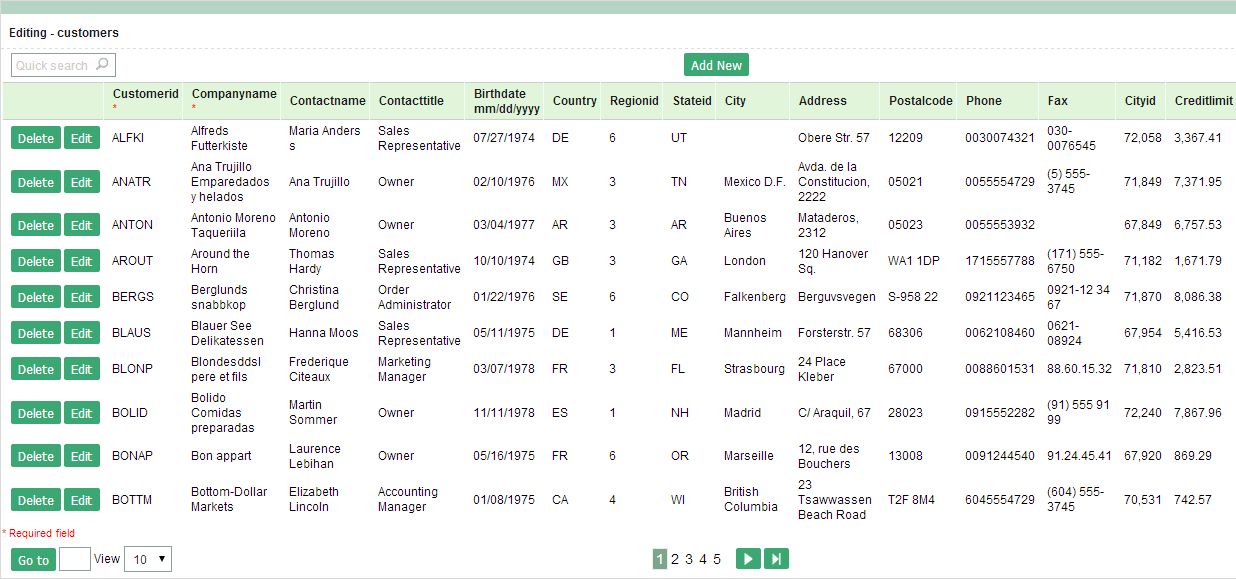 Editing - customers
Quick search
Add New
Customerid * Companyname * Contactname Contacttitle Birthdate mm/dd/yyyy Country Regionid Stateid City Address Postalcode Phone Fax Cityid Creditlimit
Delete Edit ALFKI Alfreds Futterkiste Maria Anders s Sales Representative 07/27/1974 DE 6 UT Obere Str. 57 12209 0030074321 030-0076545 72,058 3,367.41
Delete Edit ANATR Ana Trujillo Emparedados y helados Ana Trujillo Owner 02/10/1976 MX 3 TN Mexico D.F. Avda. de la Constitucion, 2222 05021 0055554729 (5) 555-3745 71,849 7,371.95
Delete Edit ANTON Antonio Moreno Taqueriila Antonio Moreno Owner 03/04/1977 AR 3 AR Buenos Aires Mataderos, 2312 05023 0055553932 67,849 6,757.53
Delete Edit AROUT Around the Horn Thomas Hardy Sales Representative 10/10/1974 GB 3 GA London 120 Hanover Sq. WA1 1DP 1715557788 (171) 555-6750 71,182 1,671.79
Delete Edit BERGS Berglunds snabbkop Christina Berglund Order Administrator 01/22/1976 SE 6 CO Falkenberg Berguvsvegen S-958 22 0921123465 0921-12 34 67 71,870 8,086.38
Delete Edit BLAUS Blauer See Delikatessen Hanna Moos Sales Representative 05/11/1975 DE 1 ME Mannheim Forsterstr. 57 68306 0062108460 0621-08924 67,954 5,416.53
Delete Edit BLONP Blondesddsl pere et fils Frederique Citeaux Marketing Manager 03/07/1978 FR 3 FL Strasbourg 24 Place Kleber 67000 0088601531 88.60.15.32 71,810 2,823.51
Delete Edit BOLID Bolido Comidas preparadas Martin Sommer Owner 11/11/1978 ES 1 NH Madrid C/ Araquil, 67 28023 0915552282 (91) 555 91 99 72,240 7,867.96
Delete Edit BONAP Bon appart Laurence Lebihan Owner 05/16/1975 FR 6 OR Marseille 12, rue des Bouchers 13008 0091244540 91.24.45.41 67,920 869.29
Delete Edit BOTTM Bottom-Dollar Markets Elizabeth Lincoln Accounting Manager 01/08/1975 CA 4 WI British Columbia 23 Tsawwassen Beach Road T2F 8M4 6045554729 (604) 555-3745 70,531 742.57
* Required field
Go to View 10 1 2 3 4 5